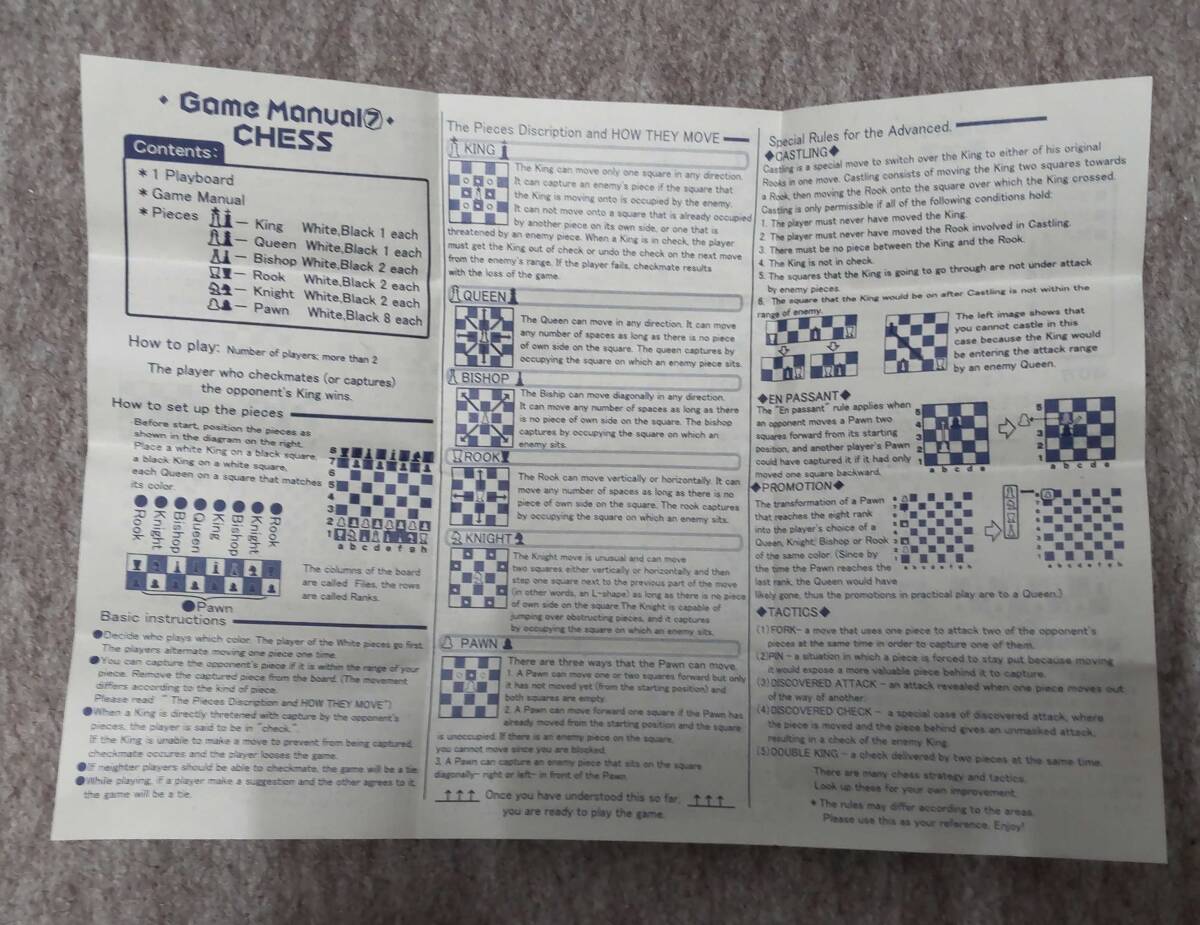 Game Manual⑦
CHESS
Contents:
* 1 Playboard
* Game Manual
* Pieces
King White,Black 1 each
Queen White,Black 1 each
Bishop White,Black 2 each
Rook White,Black 2 each
Knight White,Black 2 each
Pawn White,Black 8 each
How to play: Number of players: more than 2
The player who checkmates (or captures)
the opponent's King wins.
How to set up the pieces
Before start, position the pieces as
shown in the diagram on the right.
Place a white King on a black square,
a black King on a white square,
each Queen on a square that matches
its color.
8
7
6
5
4
3
2
1
a b c d e f g h
Rook
Knight
Bishop
Queen
King
Bishop
Knight
Rook
●Pawn
The columns of the board
are called Files, the rows
are called Ranks.
Basic instructions
●Decide who plays which color. The player of the White pieces go first.
The players alternate moving one piece one time.
●You can capture the opponent's piece if it is within the range of your
piece. Remove the captured piece from the board. (The movement
differs according to the kind of piece.
Please read " The Pieces Discription and HOW THEY MOVE")
●When a King is directly thretened with capture by the opponent's
pieces, the player is said to be in "check."
If the King is unable to make a move to prevent from being captured,
checkmate occures and the player looses the game.
●If neighter players should be able to checkmate, the game will be a tie.
●While playing, if a player make a suggestion and the other agrees to it,
the game will be a tie.
The Pieces Discription and HOW THEY MOVE
KING
The King can move only one square in any direction.
It can capture an enemy's piece if the square that
the King is moving onto is occupied by the enemy.
It can not move onto a square that is already occupied
by another piece on its own side, or one that is
threatened by an enemy piece. When a King is in check, the player
must get the King out of check or undo the check on the next move
from the enemy's range. If the player fails, checkmate results
with the loss of the game.
QUEEN
The Queen can move in any direction. It can move
any number of spaces as long as there is no piece
of own side on the square. The queen captures by
occupying the square on which an enemy piece sits.
BISHOP
The Biship can move diagonally in any direction.
It can move any number of spaces as long as there
is no piece of own side on the square. The bishop
captures by occupying the square on which an
enemy sits.
ROOK
The Rook can move vertically or horizontally. It can
move any number of spaces as long as there is no
piece of own side on the square. The rook captures
by occupying the square on which an enemy sits.
KNIGHT
The Knight move is unusual and can move
two squares either vertically or horizontally and then
step one square next to the previous part of the move
(in other words, an L-shape) as long as there is no piece
of own side on the square.The Knight is capable of
jumping over obstructing pieces, and it captures
by occupying the square on which an enemy sits.
PAWN
There are three ways that the Pawn can move.
1. A Pawn can move one or two squares forward but only
it has not moved yet (from the starting position) and
both squares are empty.
2. A Pawn can move forward one square if the Pawn has
already moved from the starting position and the square
is unoccupied. If there is an enemy piece on the square,
you cannot move since you are blocked.
3. A Pawn can capture an enemy piece that sits on the square
diagonally- right or left- in front of the Pawn.
↑↑↑ Once you have understood this so far, ↑↑↑
you are ready to play the game.
Special Rules for the Advanced.
◆CASTLING◆
Castling is a special move to switch over the King to either of his original
Rooks in one move. Castling consists of moving the King two squares towards
a Rook, then moving the Rook onto the square over which the King crossed.
Castling is only permissible if all of the following conditions hold:
1. The player must never have moved the King.
2. The player must never have moved the Rook involved in Castling.
3. There must be no piece between the King and the Rook.
4. The King is not in check.
5. The squares that the King is going to go through are not under attack
by enemy pieces.
6. The square that the King would be on after Castling is not within the
range of enemy.
The left image shows that
you cannot castle in this
case because the King would
be entering the attack range
by an enemy Queen.
◆EN PASSANT◆
The "En passant" rule applies when
an opponent moves a Pawn two
squares forward from its starting
position, and another player's Pawn
could have captured it if it had only
moved one square backward.
5
4
3
2
1
a b c d e
5
3
2
1
a b c d e
◆PROMOTION◆
The transformation of a Pawn
that reaches the eight rank
into the player's choice of a
Queen, Knight, Bishop or Rook
of the same color. (Since by
the time the Pawn reaches the
last rank, the Queen would have
likely gone, thus the promotions in practical play are to a Queen.)
a b c d e f g h
a b c d e f g h
◆TACTICS◆
(1)FORK- a move that uses one piece to attack two of the opponent's
pieces at the same time in order to capture one of them.
(2)PIN - a situation in which a piece is forced to stay put because moving
it would expose a more valuable piece behind it to capture.
(3)DISCOVERED ATTACK - an attack revealed when one piece moves out
of the way of another.
(4)DISCOVERED CHECK - a special case of discovered attack, where
the piece is moved and the piece behind gives an unmasked attack,
resulting in a check of the enemy King.
(5)DOUBLE KING - a check delivered by two pieces at the same time.
There are many chess strategy and tactics.
Look up these for your own improvement.
* The rules may differ according to the areas.
Please use this as your reference. Enjoy!